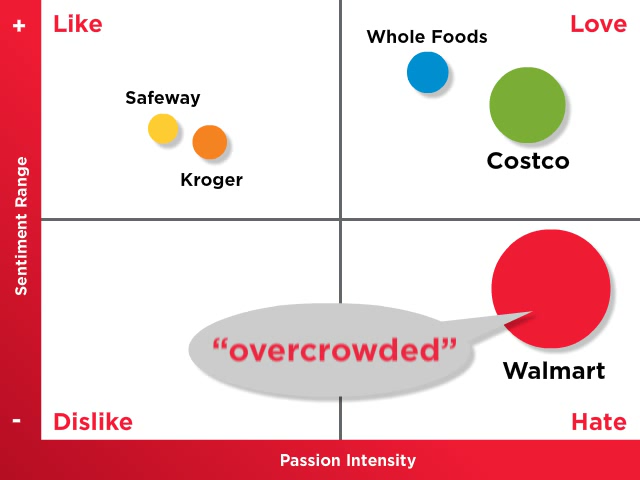 +
Like
Love
Whole Foods
Safeway
Costco
Kroger
Sentiment Range
“overcrowded”
Walmart
-
Dislike
Hate
Passion Intensity